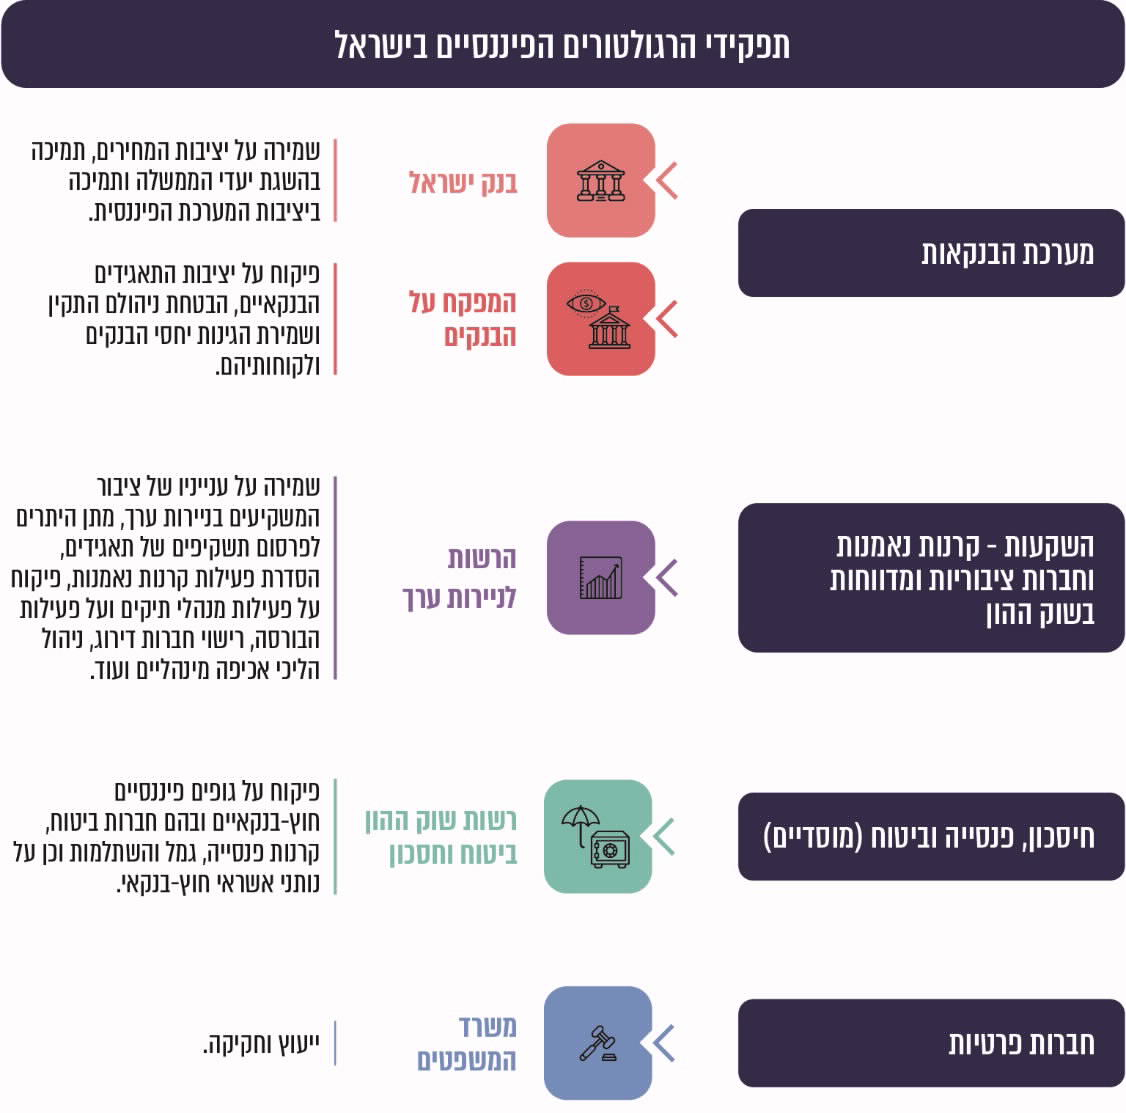 תפקידי הרגולטורים הפיננסיים בישראל
מערכת הבנקאות
בנק ישראל
שמירה על יציבות המחירים, תמיכה
בהשגת יעדי הממשלה ותמיכה
ביציבות המערכת הפיננסית.
המפקח על
הבנקים
פיקוח על יציבות התאגידים
הבנקאיים, הבטחת ניהולם התקין
ושמירת הגינות יחסי הבנקים
ולקוחותיהם.
השקעות - קרנות נאמנות
וחברות ציבוריות ומדווחות
בשוק ההון
הרשות
לניירות ערך
שמירה על ענייניו של ציבור
המשקיעים בניירות ערך, מתן היתרים
לפרסום תשקיפים של תאגידים,
הסדרת פעילות קרנות נאמנות, פיקוח
על פעילות מנהלי תיקים ועל פעילות
הבורסה, רישוי חברות דירוג, ניהול
הליכי אכיפה מינהליים ועוד.
חיסכון, פנסייה וביטוח (מוסדיים)
רשות שוק ההון
ביטוח וחסכון
פיקוח על גופים פיננסיים
חוץ-בנקאיים ובהם חברות ביטוח,
קרנות פנסייה, גמל והשתלמות וכן על
נותני אשראי חוץ-בנקאי.
חברות פרטיות
משרד
המשפטים
ייעוץ וחקיקה.